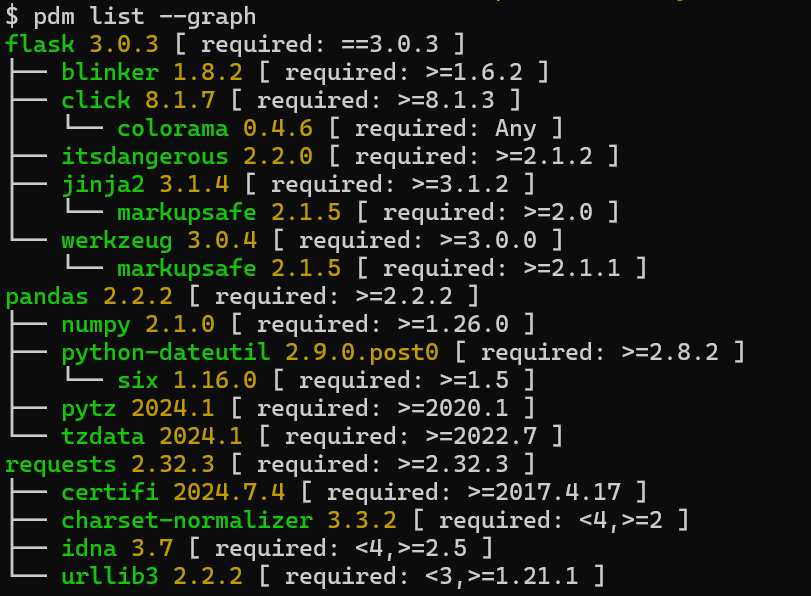 $ pdm list --graph
flask 3.0.3 [ required: ==3.0.3 ]
├── blinker 1.8.2 [ required: >=1.6.2 ]
├── click 8.1.7 [ required: >=8.1.3 ]
│   └── colorama 0.4.6 [ required: Any ]
├── itsdangerous 2.2.0 [ required: >=2.1.2 ]
├── jinja2 3.1.4 [ required: >=3.1.2 ]
│   └── markupsafe 2.1.5 [ required: >=2.0 ]
└── werkzeug 3.0.4 [ required: >=3.0.0 ]
    └── markupsafe 2.1.5 [ required: >=2.1.1 ]
pandas 2.2.2 [ required: >=2.2.2 ]
├── numpy 2.1.0 [ required: >=1.26.0 ]
├── python-dateutil 2.9.0.post0 [ required: >=2.8.2 ]
│   └── six 1.16.0 [ required: >=1.5 ]
├── pytz 2024.1 [ required: >=2020.1 ]
└── tzdata 2024.1 [ required: >=2022.7 ]
requests 2.32.3 [ required: >=2.32.3 ]
├── certifi 2024.7.4 [ required: >=2017.4.17 ]
├── charset-normalizer 3.3.2 [ required: <4,>=2 ]
├── idna 3.7 [ required: <4,>=2.5 ]
└── urllib3 2.2.2 [ required: <3,>=1.21.1 ]